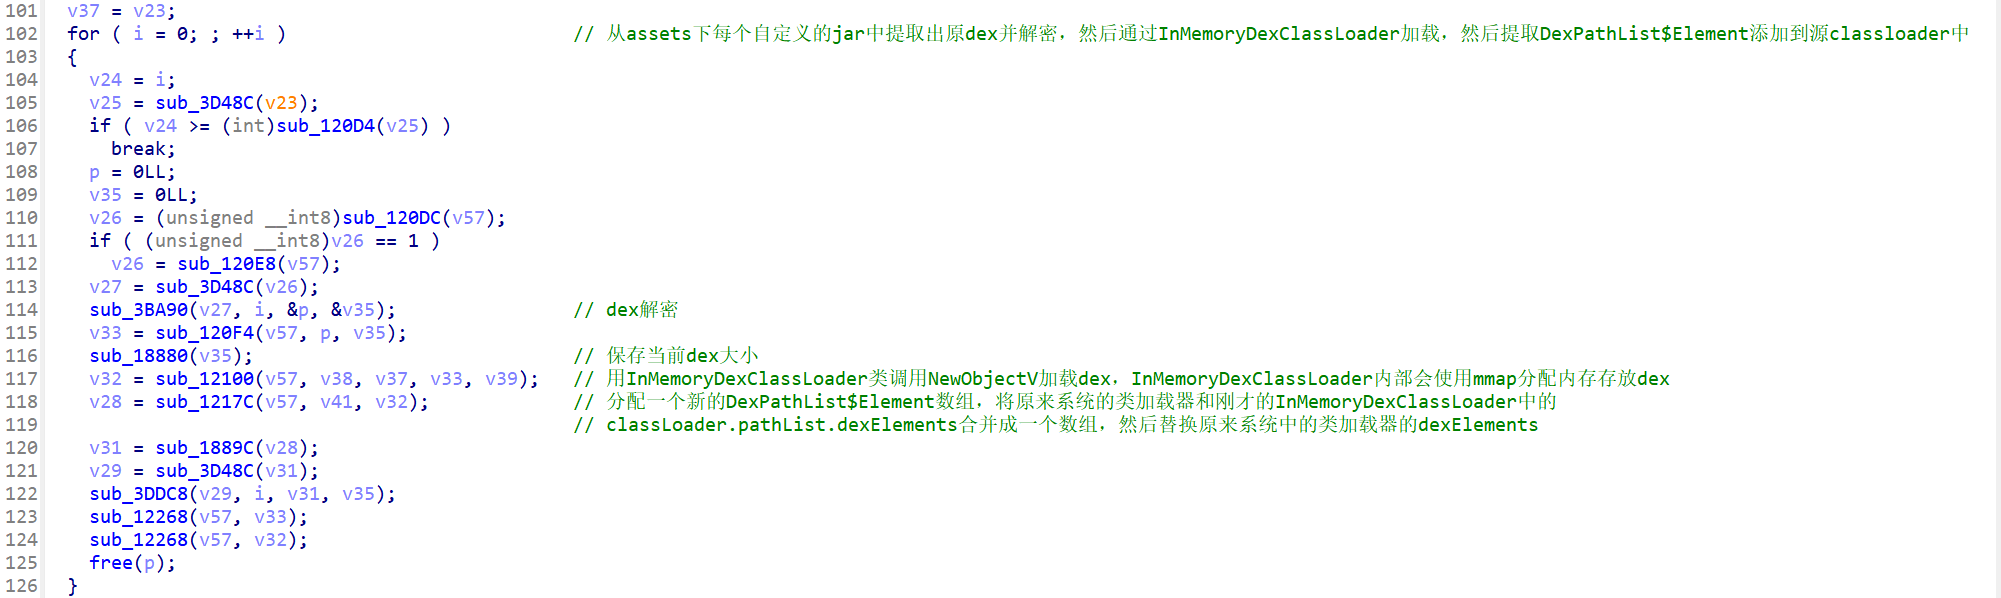 101  v37 = v23;
102  for ( i = 0; ; ++i )  // 从assets下每个自定义的jar中提取出原dex并解密，然后通过InMemoryDexClassLoader加载，然后提取DexPathList$Element添加到源classloader中
103  {
104    v24 = i;
105    v25 = sub_3D48C(v23);
106    if ( v24 >= (int)sub_120D4(v25) )
107      break;
108    p = 0LL;
109    v35 = 0LL;
110    v26 = (unsigned __int8)sub_120DC(v57);
111    if ( (unsigned __int8)v26 == 1 )
112      v26 = sub_120E8(v57);
113    v27 = sub_3D48C(v26);
114    sub_3BA90(v27, i, &p, &v35);  // dex解密
115    v33 = sub_120F4(v57, p, v35);
116    sub_18880(v35);  // 保存当前dex大小
117    v32 = sub_12100(v57, v38, v37, v33, v39);  // 用InMemoryDexClassLoader类调用NewObjectV加载dex，InMemoryDexClassLoader内部会使用mmap分配内存存放dex
118    v28 = sub_1217C(v57, v41, v32);  // 分配一个新的DexPathList$Element数组，将原来系统的类加载器和刚才的InMemoryDexClassLoader中的
119  // classLoader.pathList.dexElements合并成一个数组，然后替换原来系统中的类加载器的dexElements
120    v31 = sub_1889C(v28);
121    v29 = sub_3D48C(v31);
122    sub_3DDC8(v29, i, v31, v35);
123    sub_12268(v57, v33);
124    sub_12268(v57, v32);
125    free(p);
126  }